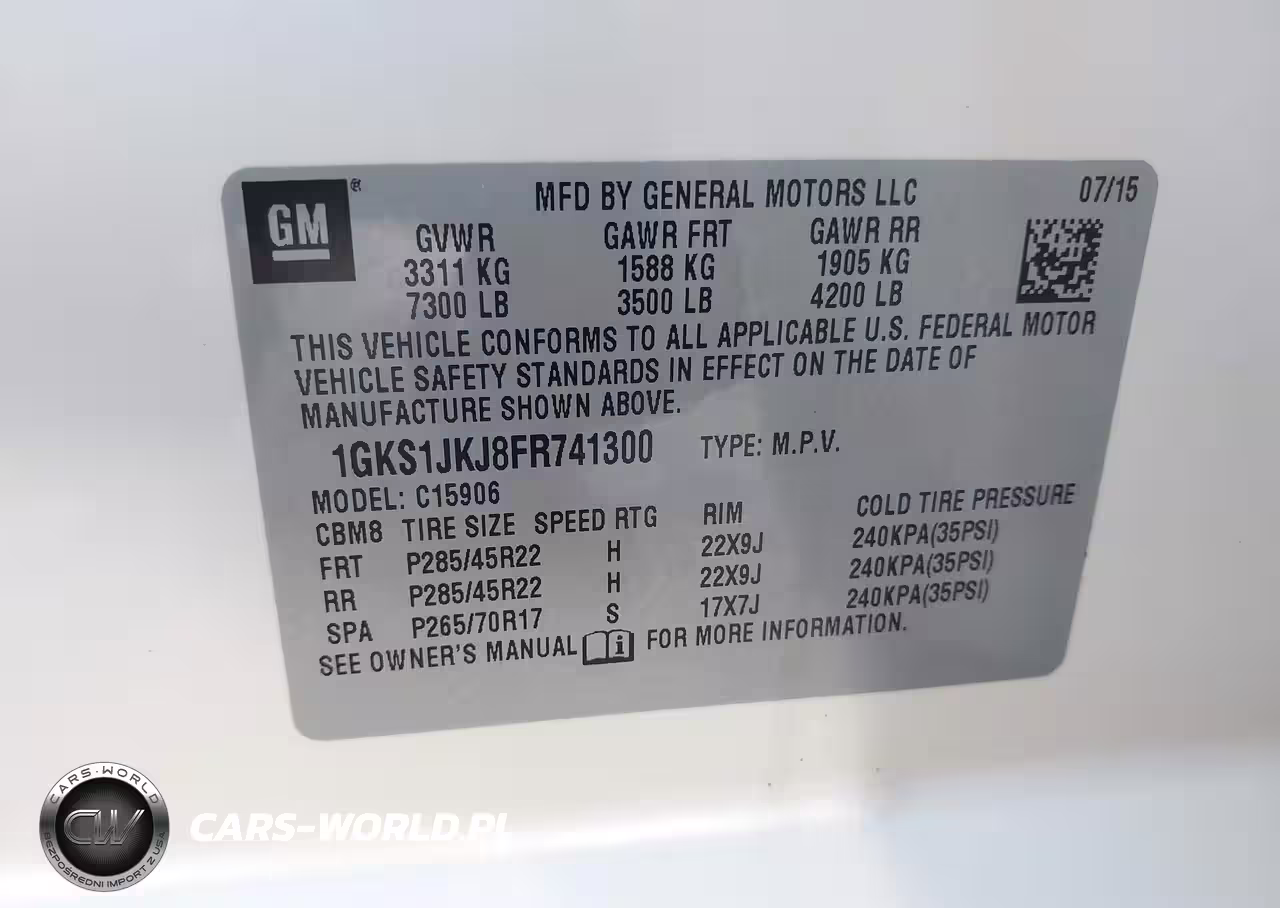 GM ®
MFD BY GENERAL MOTORS LLC 07/15
GVWR GAWR FRT GAWR RR
3311 KG 1588 KG 1905 KG
7300 LB 3500 LB 4200 LB
THIS VEHICLE CONFORMS TO ALL APPLICABLE U.S. FEDERAL MOTOR
VEHICLE SAFETY STANDARDS IN EFFECT ON THE DATE OF
MANUFACTURE SHOWN ABOVE.
1GKS1JKJ8FR741300 TYPE: M.P.V.
MODEL: C15906
CBM8 TIRE SIZE SPEED RTG RIM COLD TIRE PRESSURE
FRT P285/45R22 H 22X9J 240KPA(35PSI)
RR P285/45R22 H 22X9J 240KPA(35PSI)
SPA P265/70R17 S 17X7J 240KPA(35PSI)
SEE OWNER'S MANUAL i FOR MORE INFORMATION.
CARS-WORLD
CW
BEZPOŚREDNI IMPORT Z USA
CARS-WORLD.PL